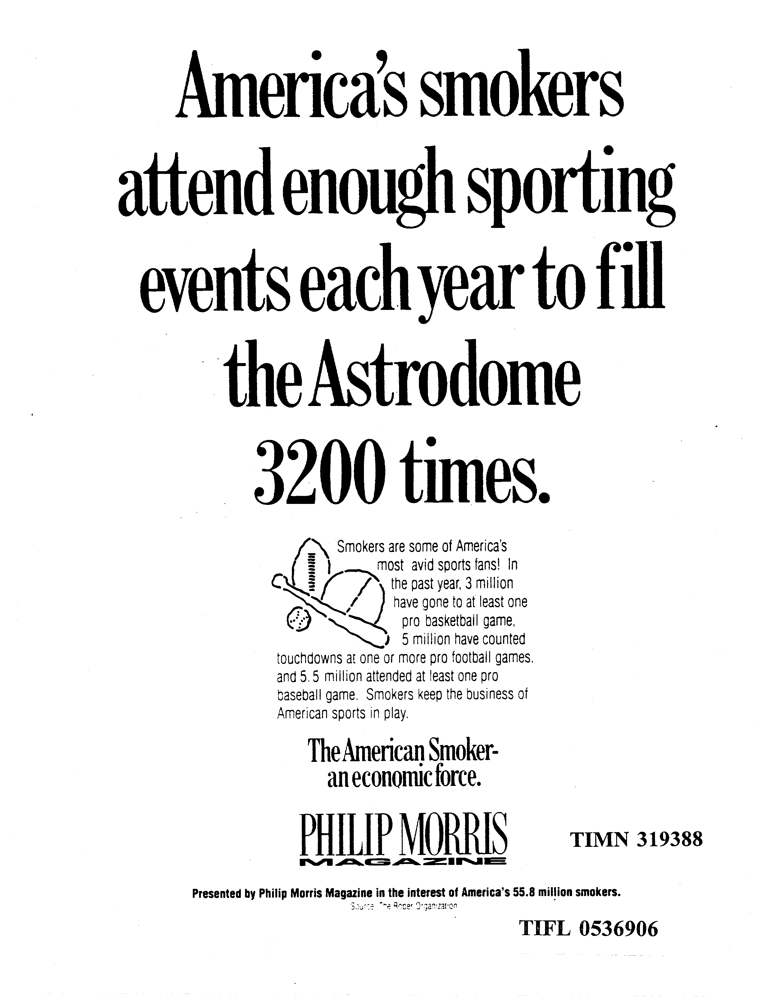 America's smokers
attend enough sporting
events each year to fill
the Astrodome
3200 times.
Smokers are some of America's
most avid sports fans! In
the past year, 3 million
have gone to at least one
pro basketball game,
5 million have counted
touchdowns at one or more pro football games.
and 5.5 million attended at least one pro
baseball game. Smokers keep the business of
American sports in play.
The American Smoker-
an economic force.
PHILIP MORRIS
MAGAZINE
TIMN 319388
Presented by Philip Morris Magazine in the interest of America's 55.8 million smokers.
Source: The Roper Organization
TIFL 0536906